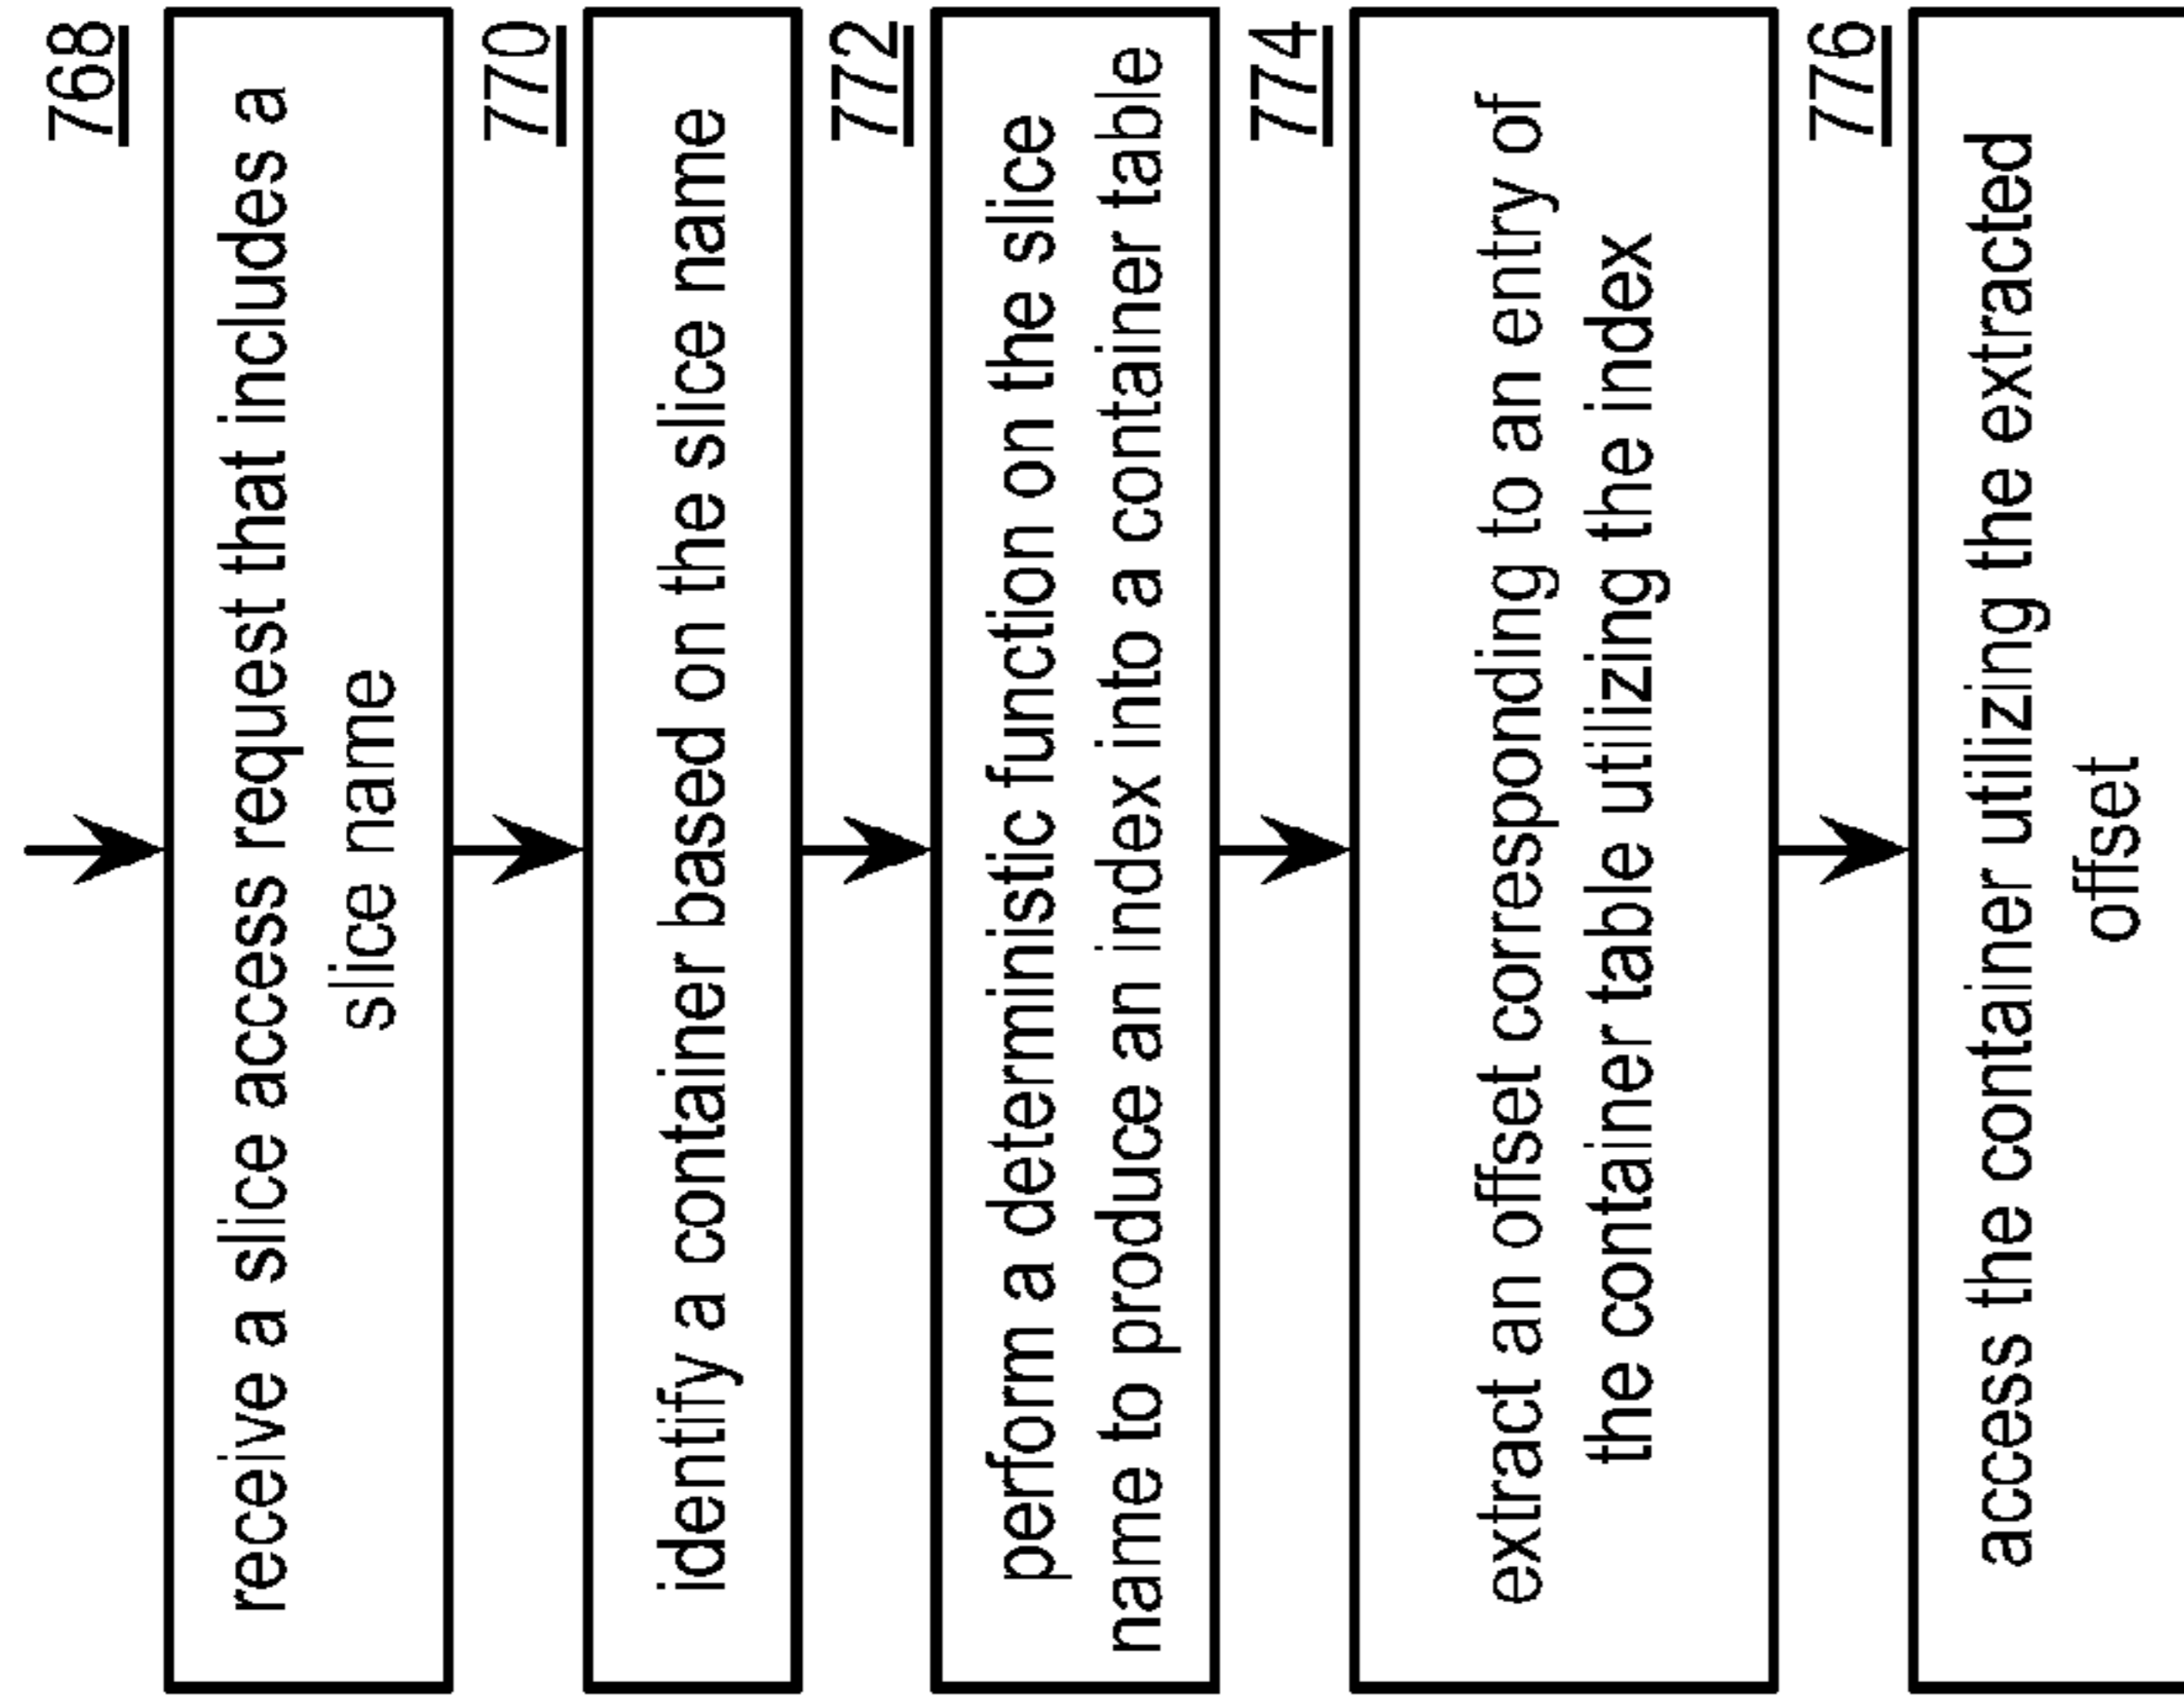 768
receive a slice access request that includes a
slice name
770
identify a container based on the slice name
772
perform a deterministic function on the slice
name to produce an index into a container table
774
extract an offset corresponding to an entry of
the container table utilizing the index
776
access the container utilizing the extracted
offset